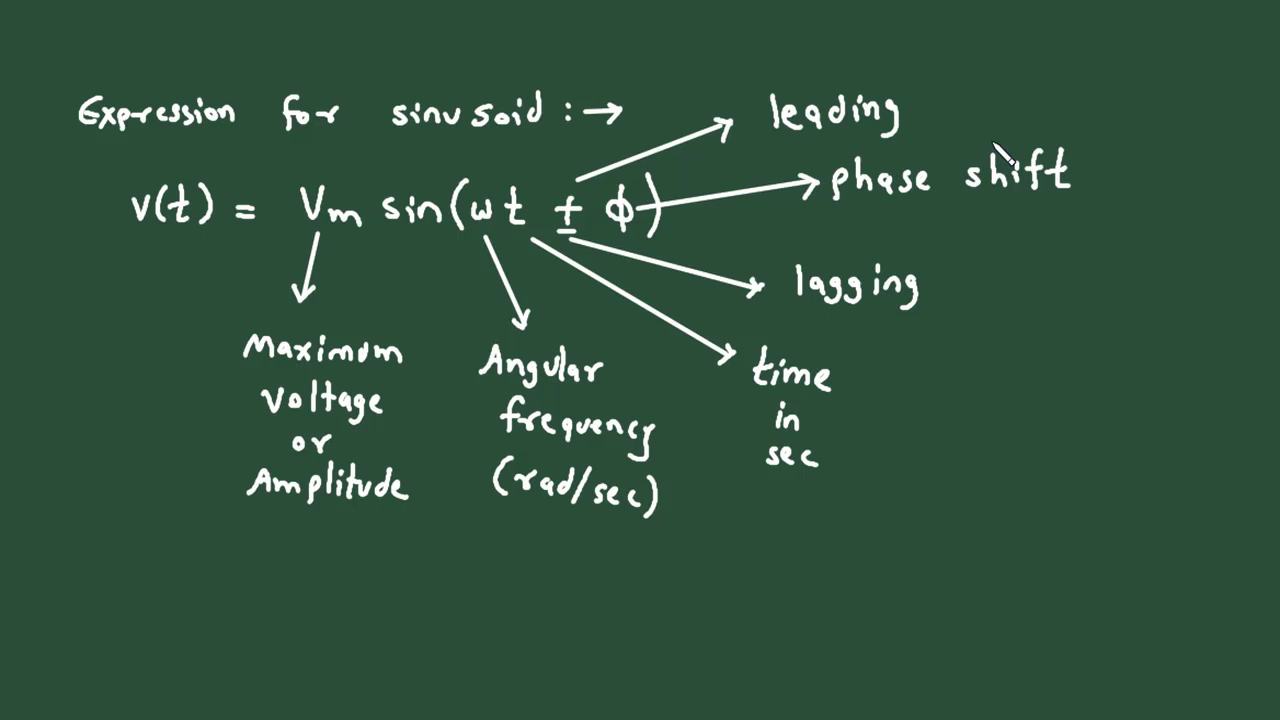 Expression for sinusoid : →
leading
phase shift
v(t) = Vm sin(ωt ± ϕ)
lagging
Maximum
voltage
or
Amplitude
Angular
frequency
(rad/sec)
time
in
sec